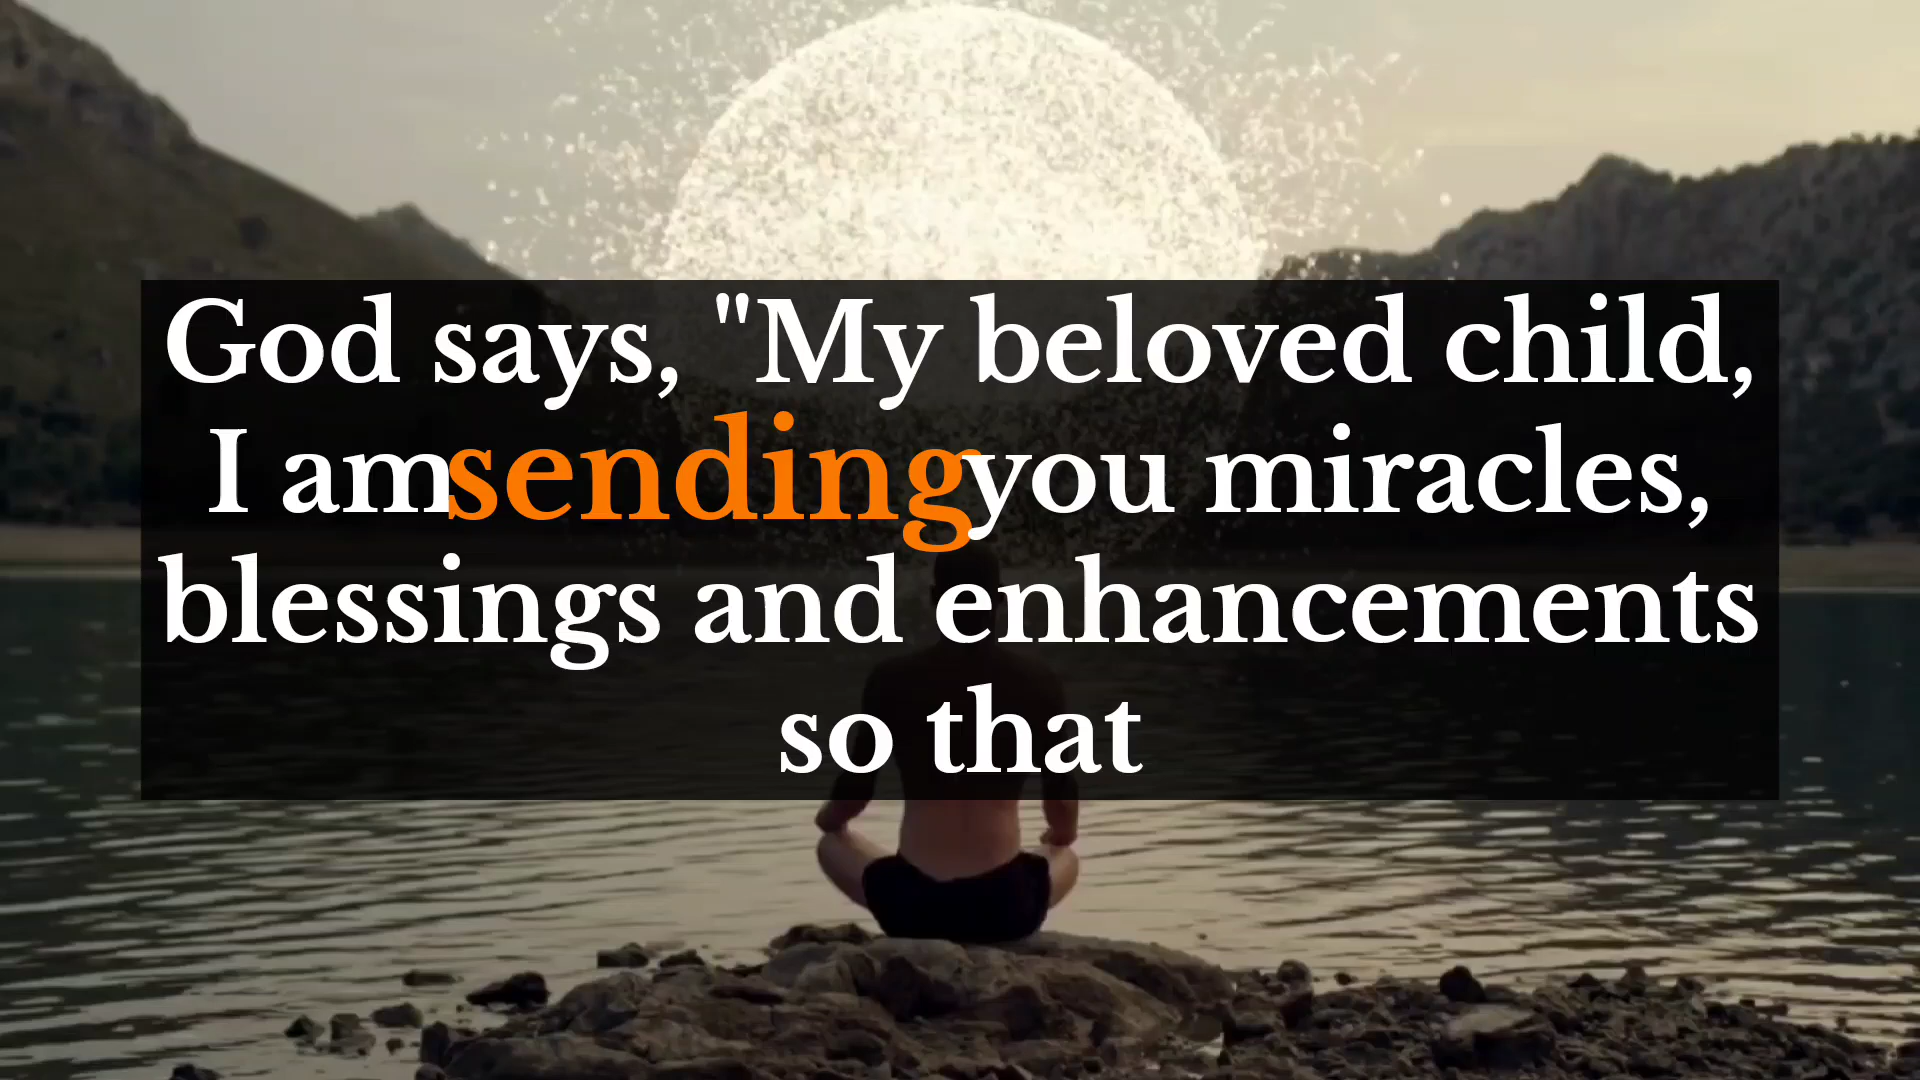 God says, "My beloved child,
I am sending you miracles,
blessings and enhancements
so that